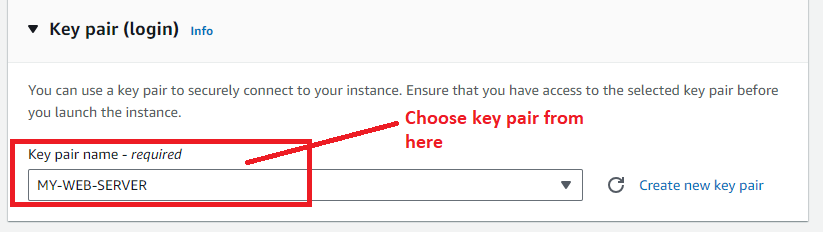 Key pair (login) Info
You can use a key pair to securely connect to your instance. Ensure that you have access to the selected key pair before
you launch the instance.
Choose key pair from
here
Key pair name - required
MY-WEB-SERVER
Create new key pair